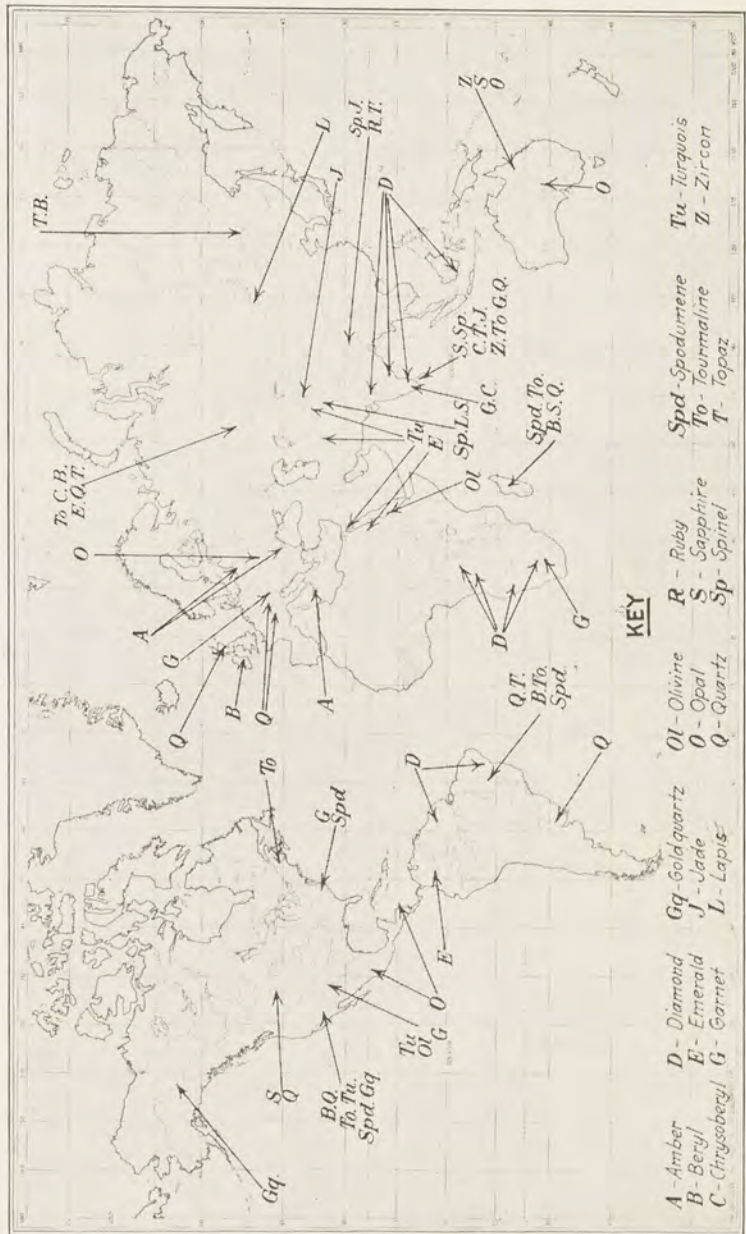 T.B.
L
Sp.J.
R.T.
J
D
Z
S
O
O
To C.B.
E.Q.T.
O
A
G
Q
B
Q
A
Tu
E
Sp.L.S.
Ol
G.C.
S.Sp.
C.T.J.
Z.To G.Q.
Spd.To.
B.S.Q.
D
G
Gq.
S
Q
B.Q.
To.Tu.
Spd.Gq.
Tu
Ol
G
O
E
To
G
Spd
D
Q.T.
B.To.
Spd.
Q
KEY
A - Amber
B - Beryl
C - Chrysoberyl
D - Diamond
E - Emerald
G - Garnet
Gq - Goldquartz
J - Jade
L - Lapis
Ol - Olivine
O - Opal
Q - Quartz
R - Ruby
S - Sapphire
Sp - Spinel
Spd - Spodumene
To - Tourmaline
T - Topaz
Tu - Turquois
Z - Zircon